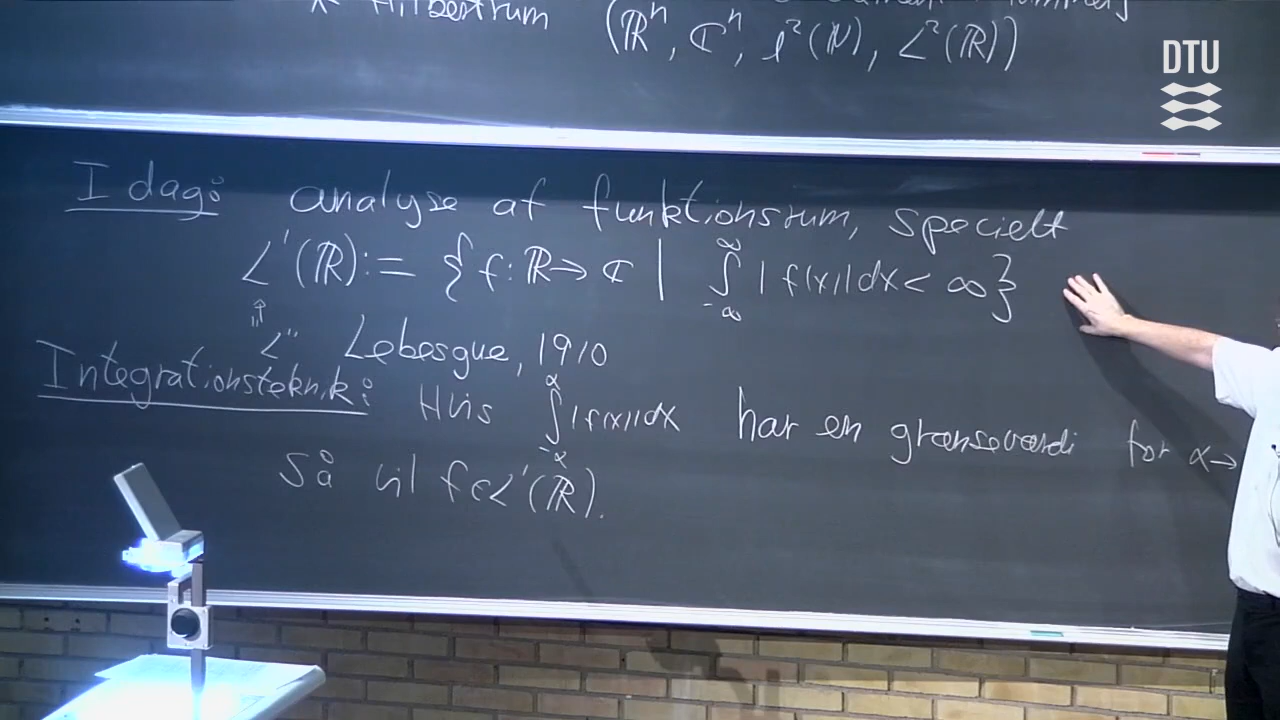 * Hilbertrum (ℝⁿ, ℂⁿ, ℓ²(ℕ), L²(ℝ))
DTU
I dag: analyse af funktionsrum, specielt
L¹(ℝ) := {f: ℝ → ℂ | ∫_{-∞}^{∞} |f(x)| dx < ∞}
"L" Lebesgue, 1910
Integrationsteknik: Hvis ∫_{-α}^{α} |f(x)| dx har en grænseværdi for α →
så vil f ∈ L¹(ℝ).